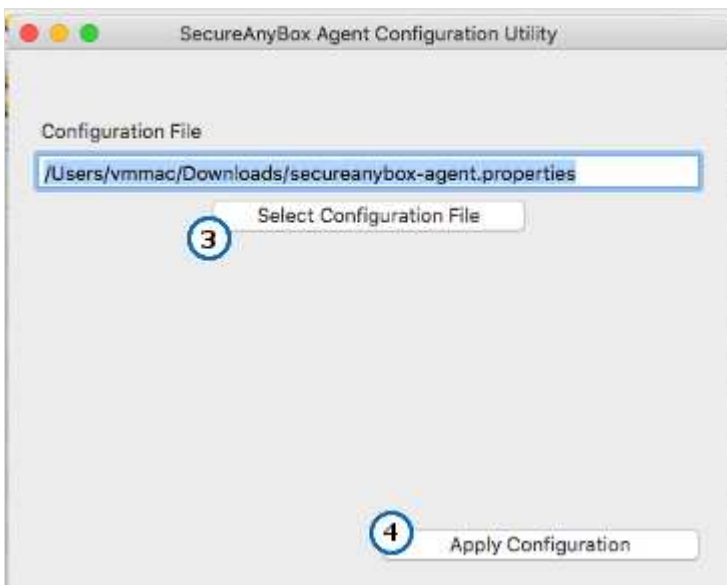 SecureAnyBox Agent Configuration Utility
Configuration File
/Users/vmmac/Downloads/secureanybox-agent.properties
Select Configuration File
3
4
Apply Configuration